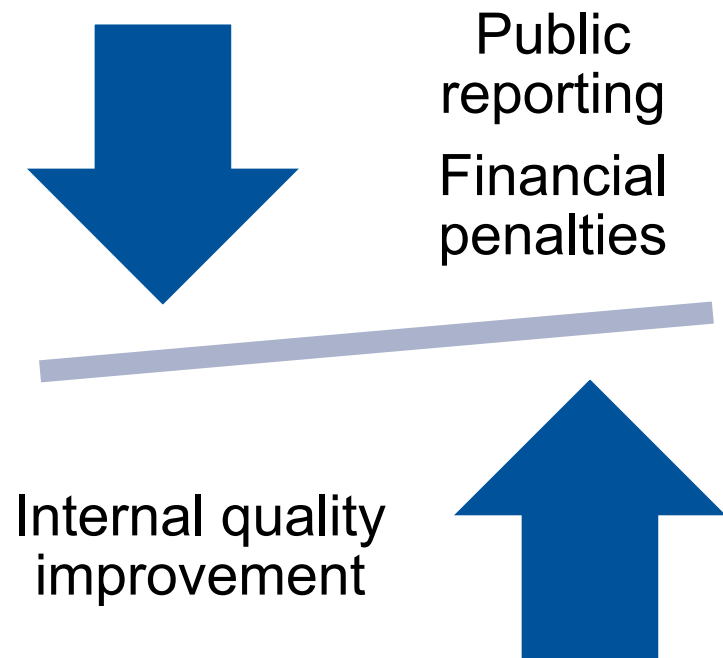 Public
reporting
Financial
penalties
Internal quality
improvement